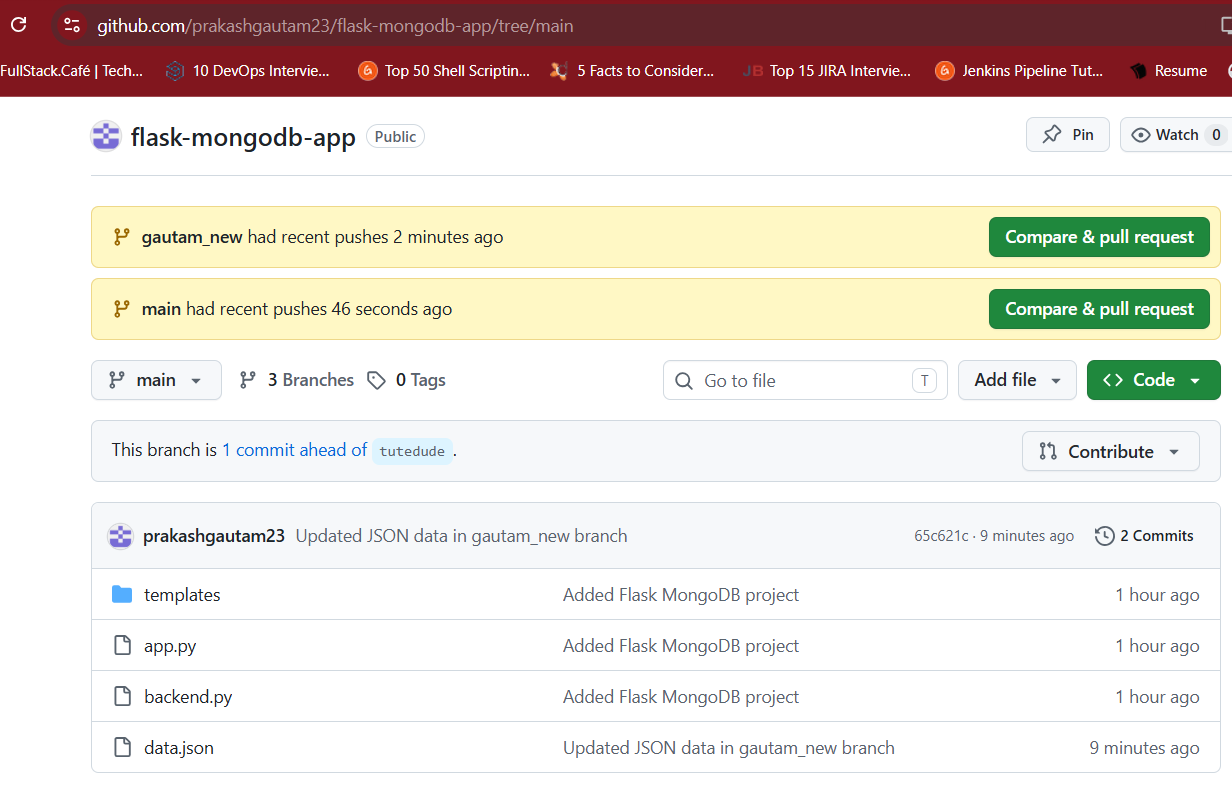 github.com/prakashgautam23/flask-mongodb-app/tree/main
FullStack.Café | Tech... 10 DevOps Intervie... Top 50 Shell Scriptin... 5 Facts to Consider... JB Top 15 JIRA Intervie... Jenkins Pipeline Tut... Resume
flask-mongodb-app Public Pin Watch 0
gautam_new had recent pushes 2 minutes ago Compare & pull request
main had recent pushes 46 seconds ago Compare & pull request
main 3 Branches 0 Tags Go to file T Add file <> Code
This branch is 1 commit ahead of tutedude. Contribute
prakashgautam23 Updated JSON data in gautam_new branch 65c621c · 9 minutes ago 2 Commits
templates Added Flask MongoDB project 1 hour ago
app.py Added Flask MongoDB project 1 hour ago
backend.py Added Flask MongoDB project 1 hour ago
data.json Updated JSON data in gautam_new branch 9 minutes ago